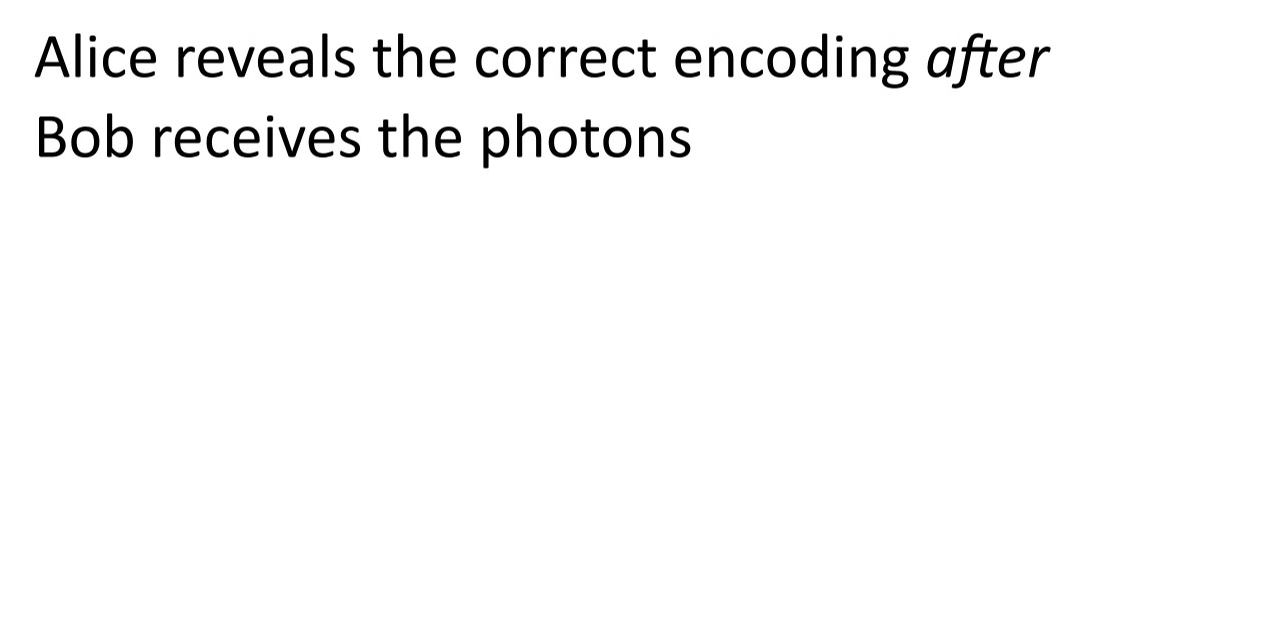 Alice reveals the correct encoding after
Bob receives the photons